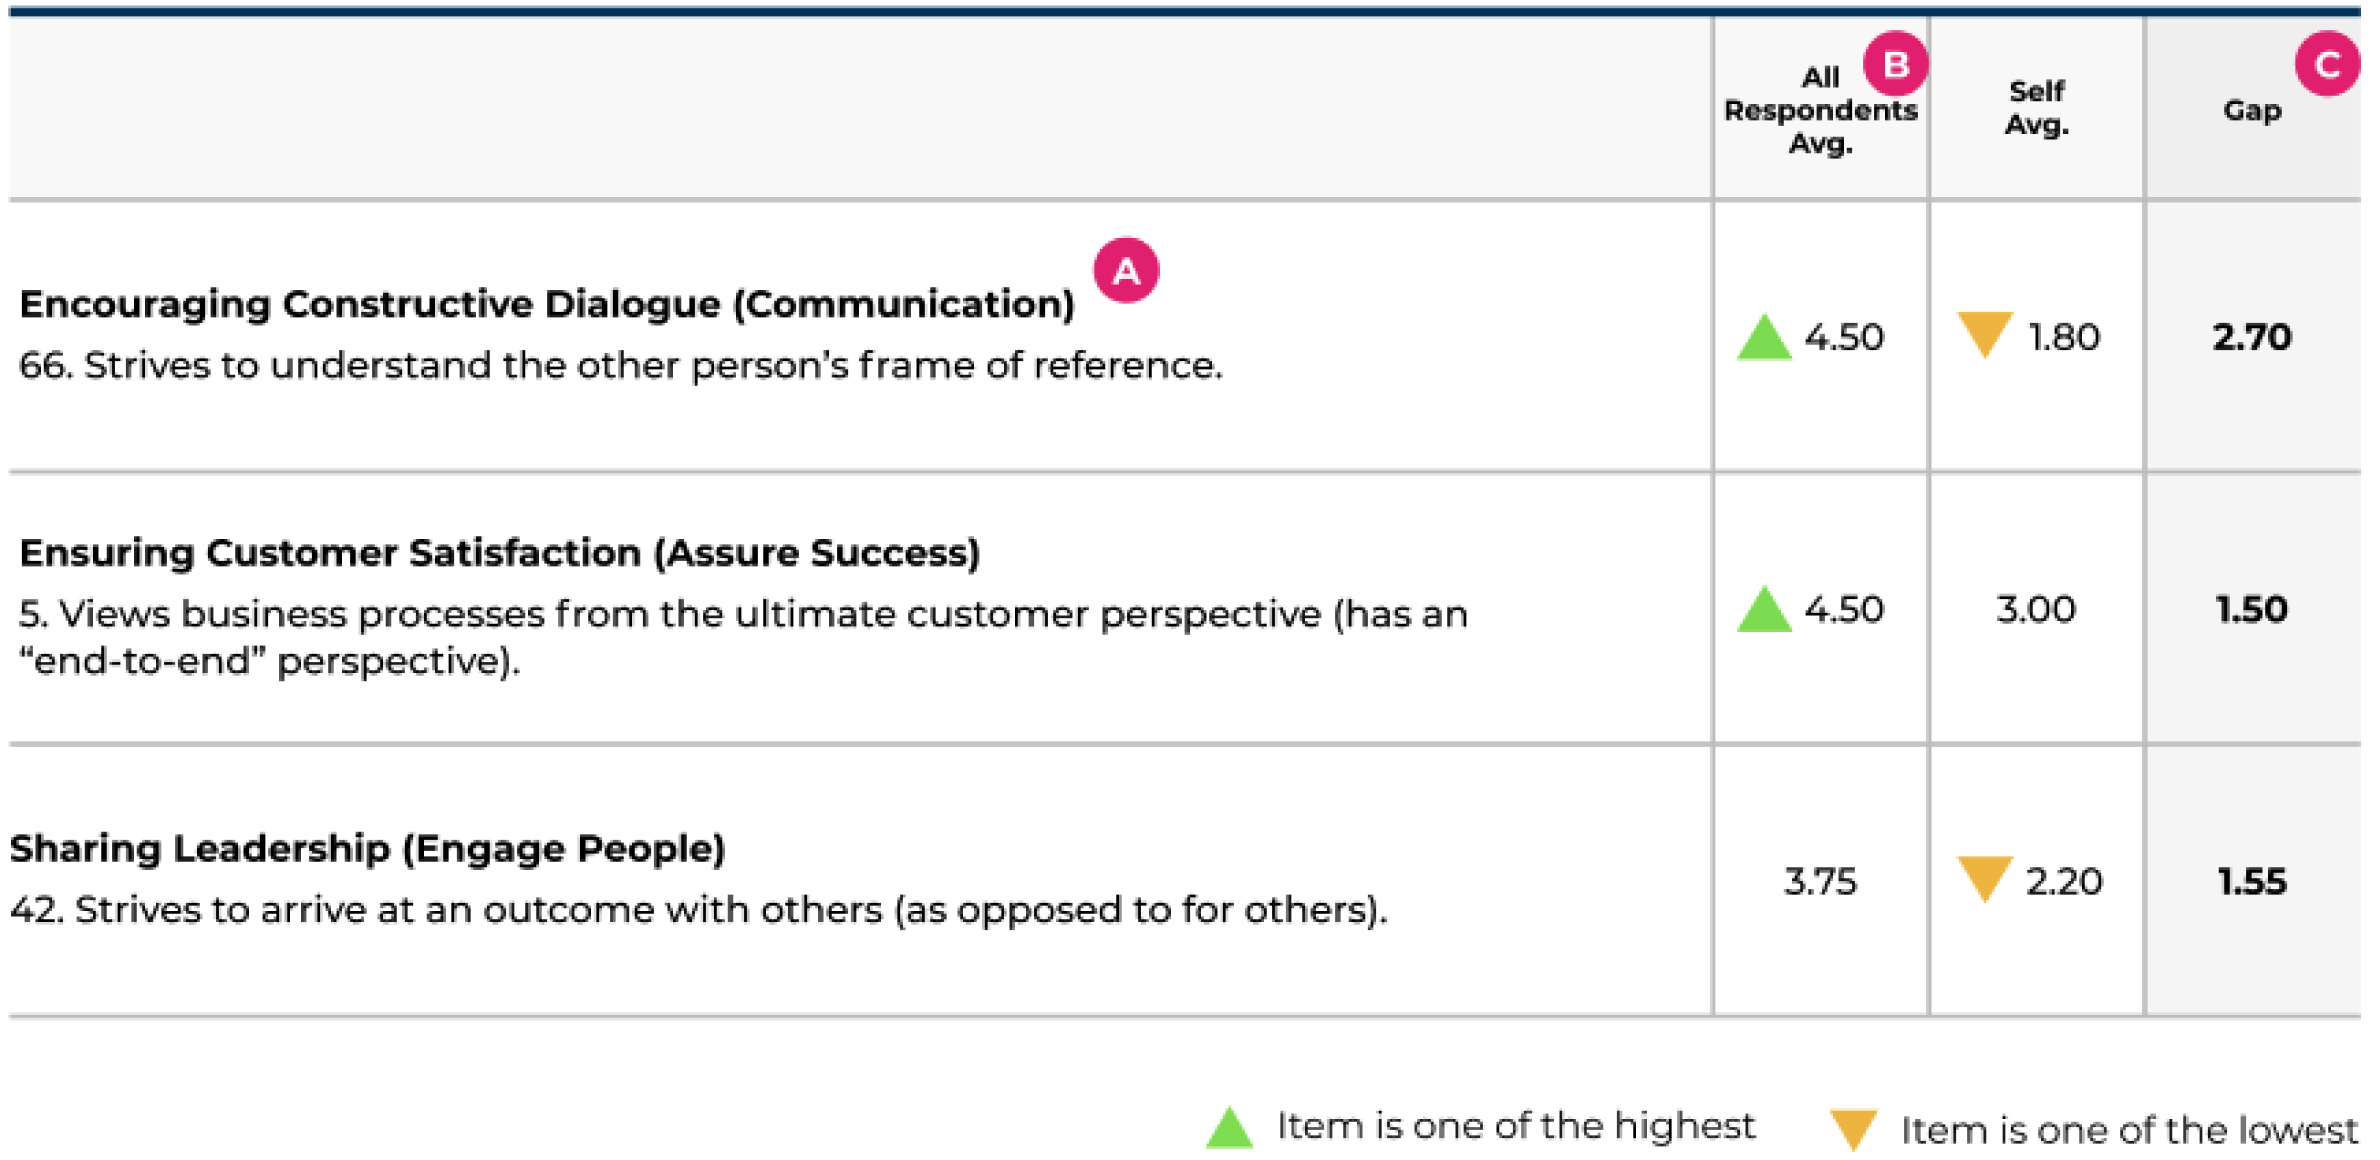 All
Respondents
Avg.
B
Self
Avg.
Gap
C
Encouraging Constructive Dialogue (Communication)
A
66. Strives to understand the other person’s frame of reference.
4.50
1.80
2.70
Ensuring Customer Satisfaction (Assure Success)
5. Views business processes from the ultimate customer perspective (has an
“end-to-end” perspective).
4.50
3.00
1.50
Sharing Leadership (Engage People)
42. Strives to arrive at an outcome with others (as opposed to for others).
3.75
2.20
1.55
Item is one of the highest
Item is one of the lowest